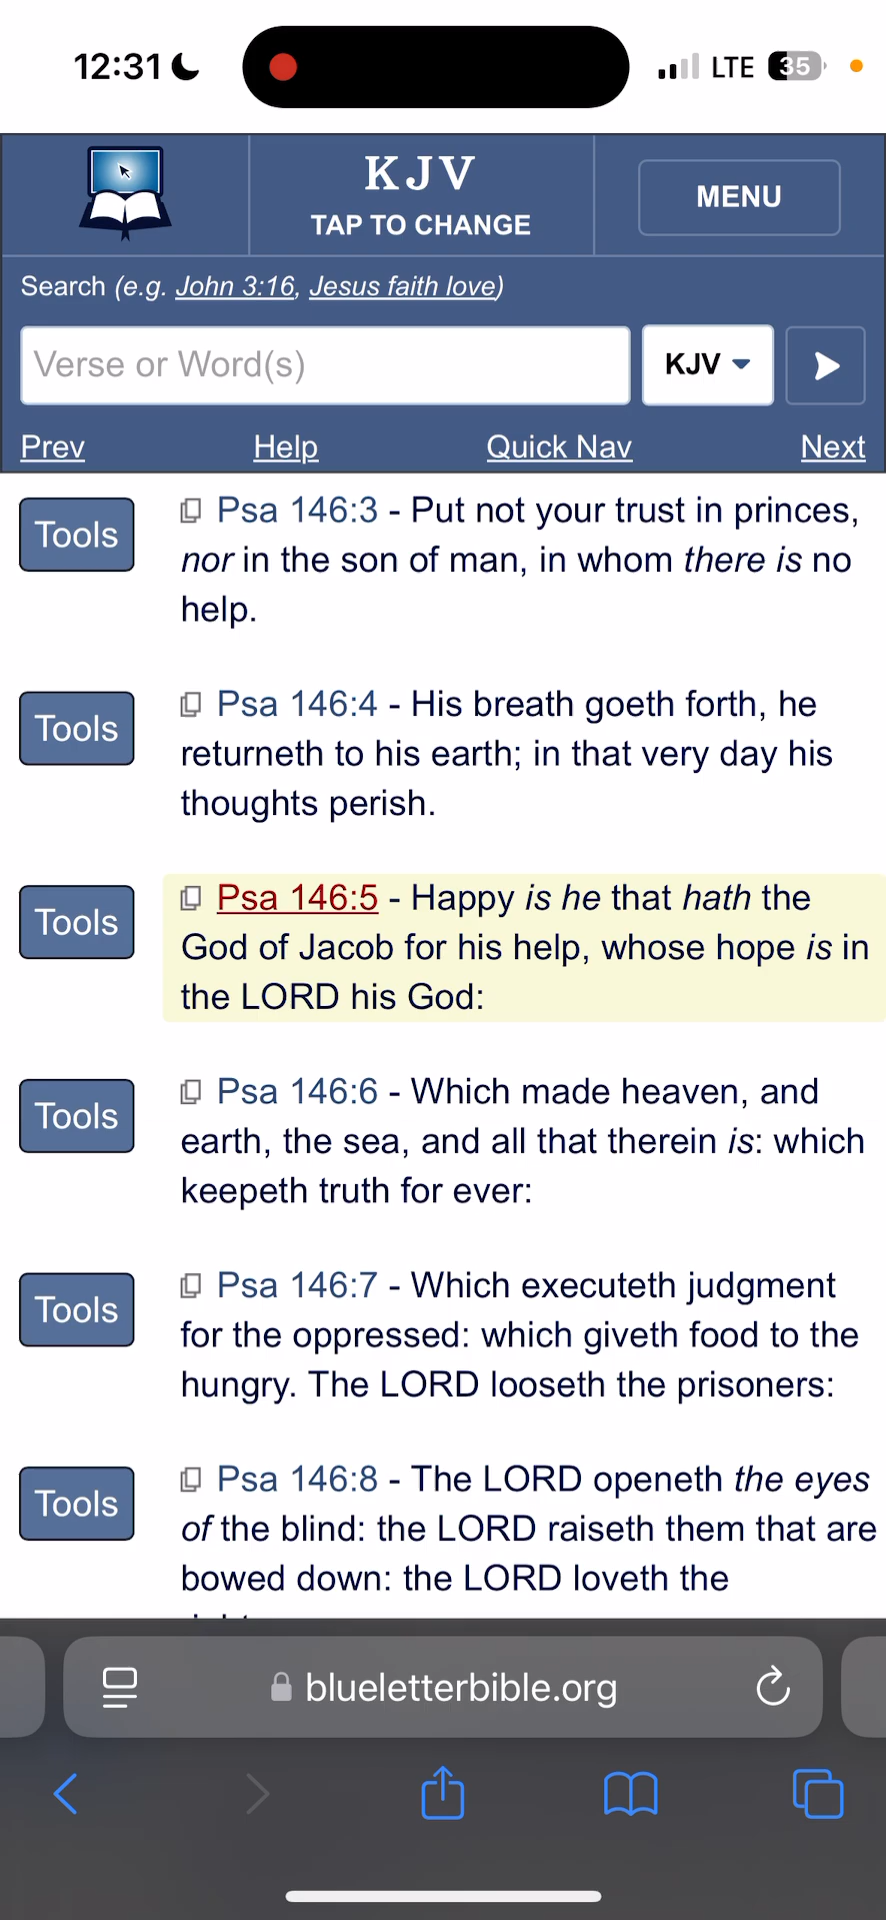 12:31
LTE 35
KJV
TAP TO CHANGE
MENU
Search (e.g. John 3:16, Jesus faith love)
Verse or Word(s)
KJV
Prev Help Quick Nav Next
Tools
Psa 146:3 - Put not your trust in princes,
nor in the son of man, in whom there is no
help.
Tools
Psa 146:4 - His breath goeth forth, he
returneth to his earth; in that very day his
thoughts perish.
Tools
Psa 146:5 - Happy is he that hath the
God of Jacob for his help, whose hope is in
the LORD his God:
Tools
Psa 146:6 - Which made heaven, and
earth, the sea, and all that therein is: which
keepeth truth for ever:
Tools
Psa 146:7 - Which executeth judgment
for the oppressed: which giveth food to the
hungry. The LORD looseth the prisoners:
Tools
Psa 146:8 - The LORD openeth the eyes
of the blind: the LORD raiseth them that are
bowed down: the LORD loveth the
blueletterbible.org